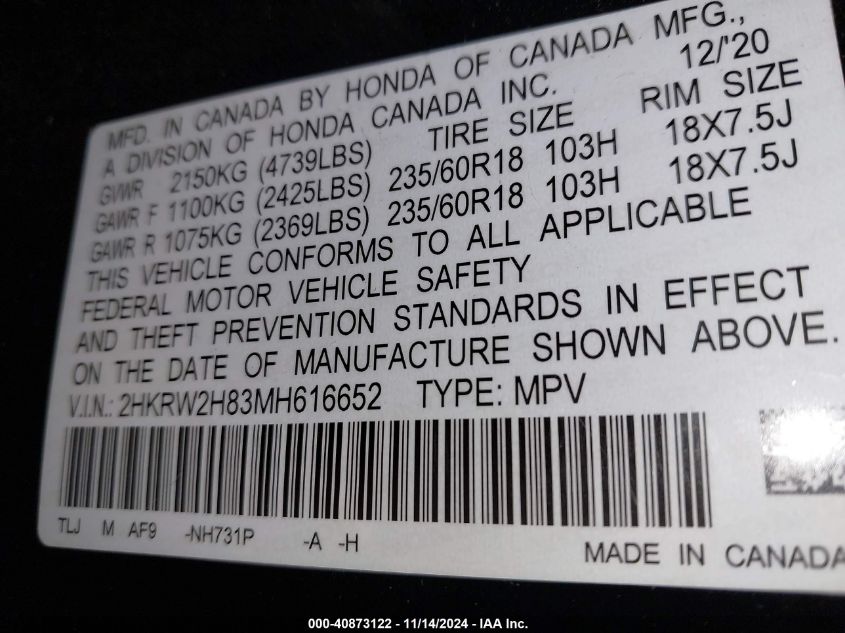 MFD. IN CANADA BY HONDA OF CANADA MFG.,
A DIVISION OF HONDA CANADA INC. 12/'20
GVWR 2150KG (4739LBS) TIRE SIZE RIM SIZE
GAWR F 1100KG (2425LBS) 235/60R18 103H 18X7.5J
GAWR R 1075KG (2369LBS) 235/60R18 103H 18X7.5J
THIS VEHICLE CONFORMS TO ALL APPLICABLE
FEDERAL MOTOR VEHICLE SAFETY
AND THEFT PREVENTION STANDARDS IN EFFECT
ON THE DATE OF MANUFACTURE SHOWN ABOVE.
V.I.N.: 2HKRW2H83MH616652 TYPE: MPV
TLJ M AF9 -NH731P -A -H
MADE IN CANADA
000-40873122 - 11/14/2024 - IAA Inc.